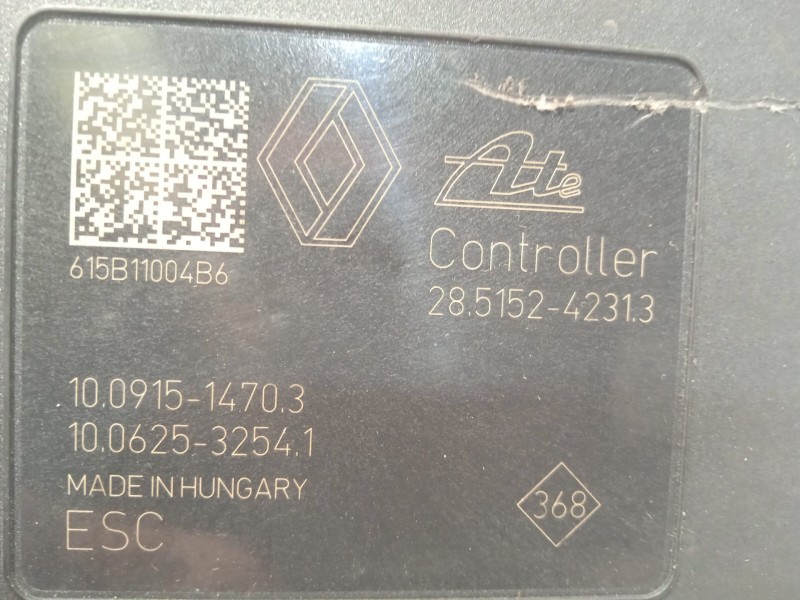 Ate
615B11004B6
Controller
28.5152-4231.3
10.0915-1470.3
10.0625-3254.1
MADE IN HUNGARY
ESC
368